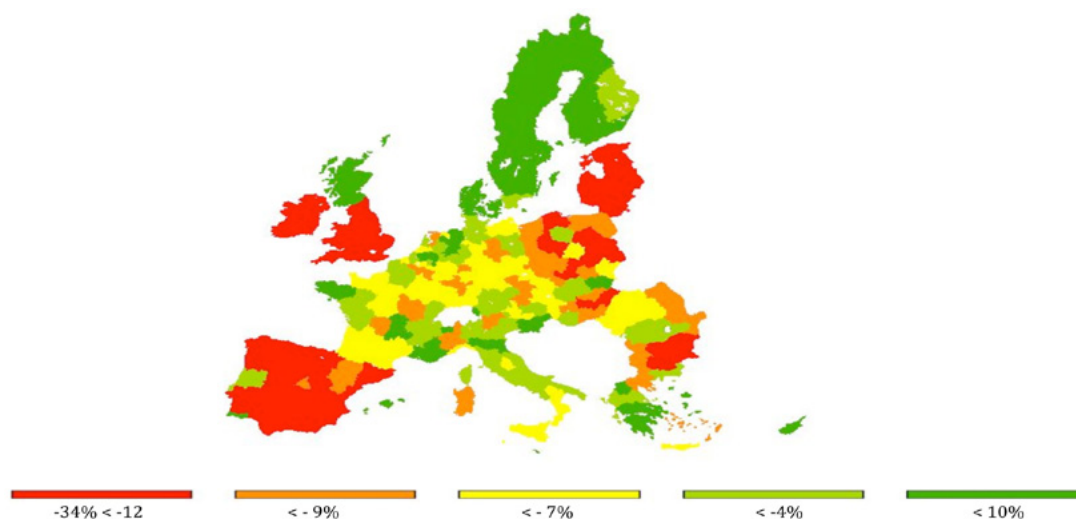 -34% < -12
< - 9%
< - 7%
< -4%
< 10%